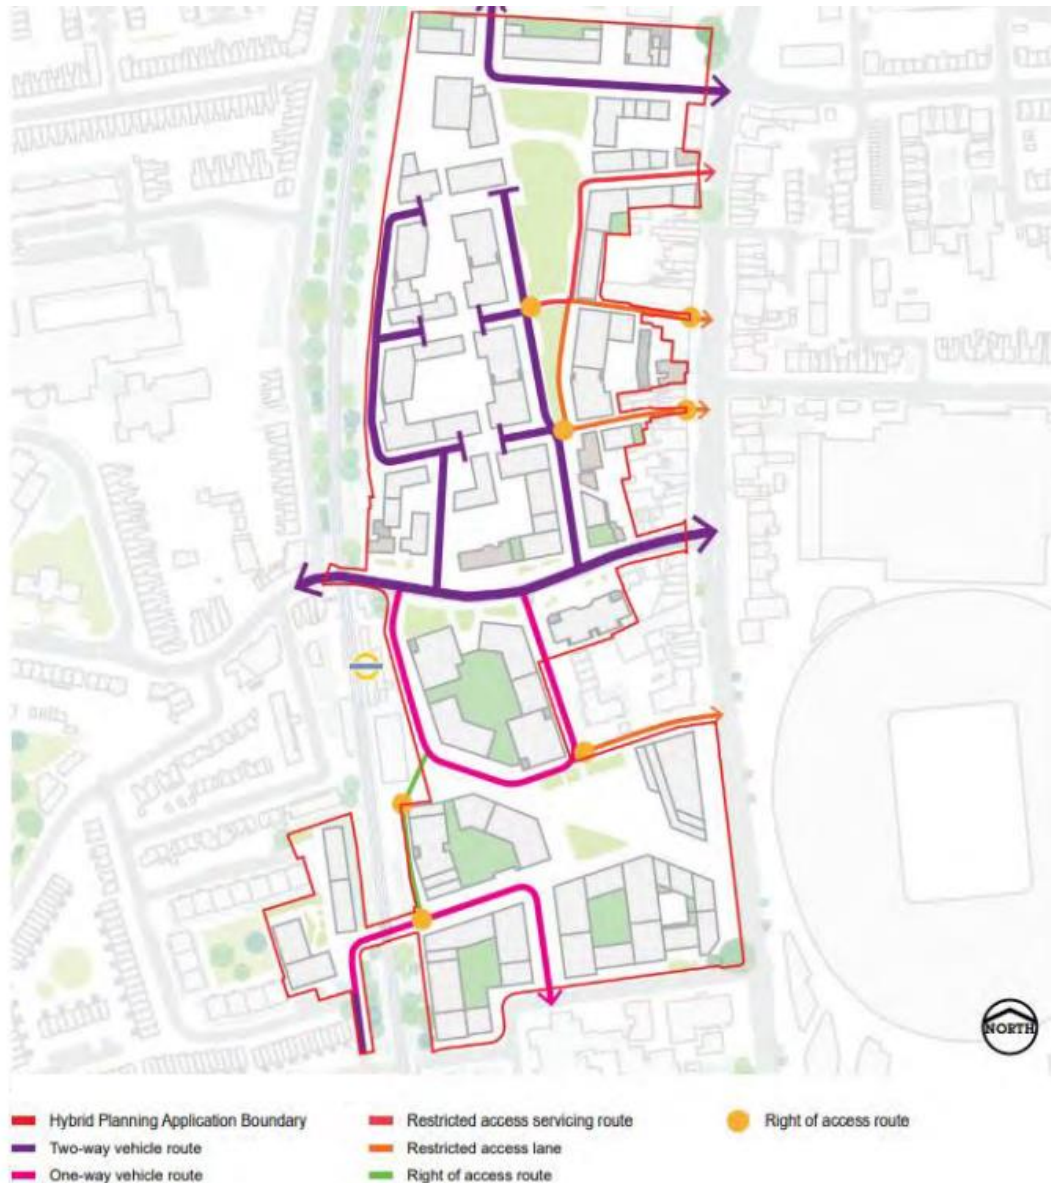 NORTH
Hybrid Planning Application Boundary
Two-way vehicle route
One-way vehicle route
Restricted access servicing route
Restricted access lane
Right of access route
Right of access route